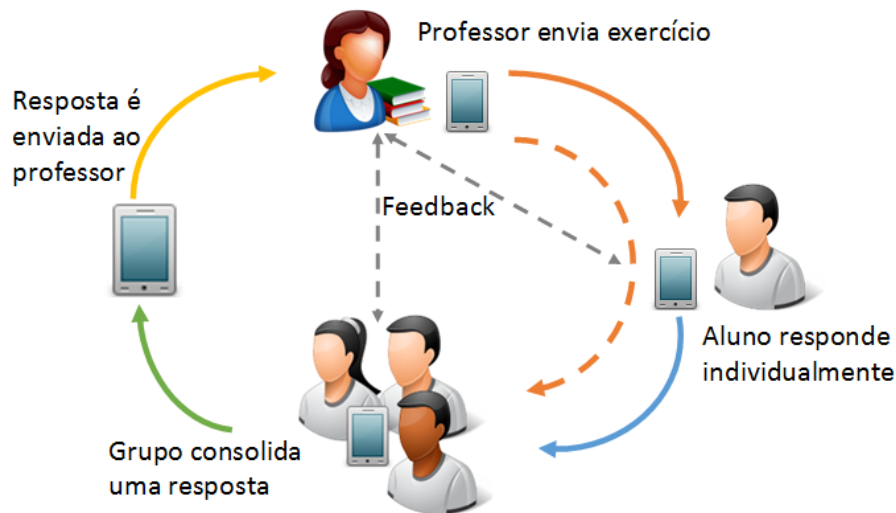 Professor envia exercício
Resposta é
enviada ao
professor
Feedback
Aluno responde
individualmente
Grupo consolida
uma resposta